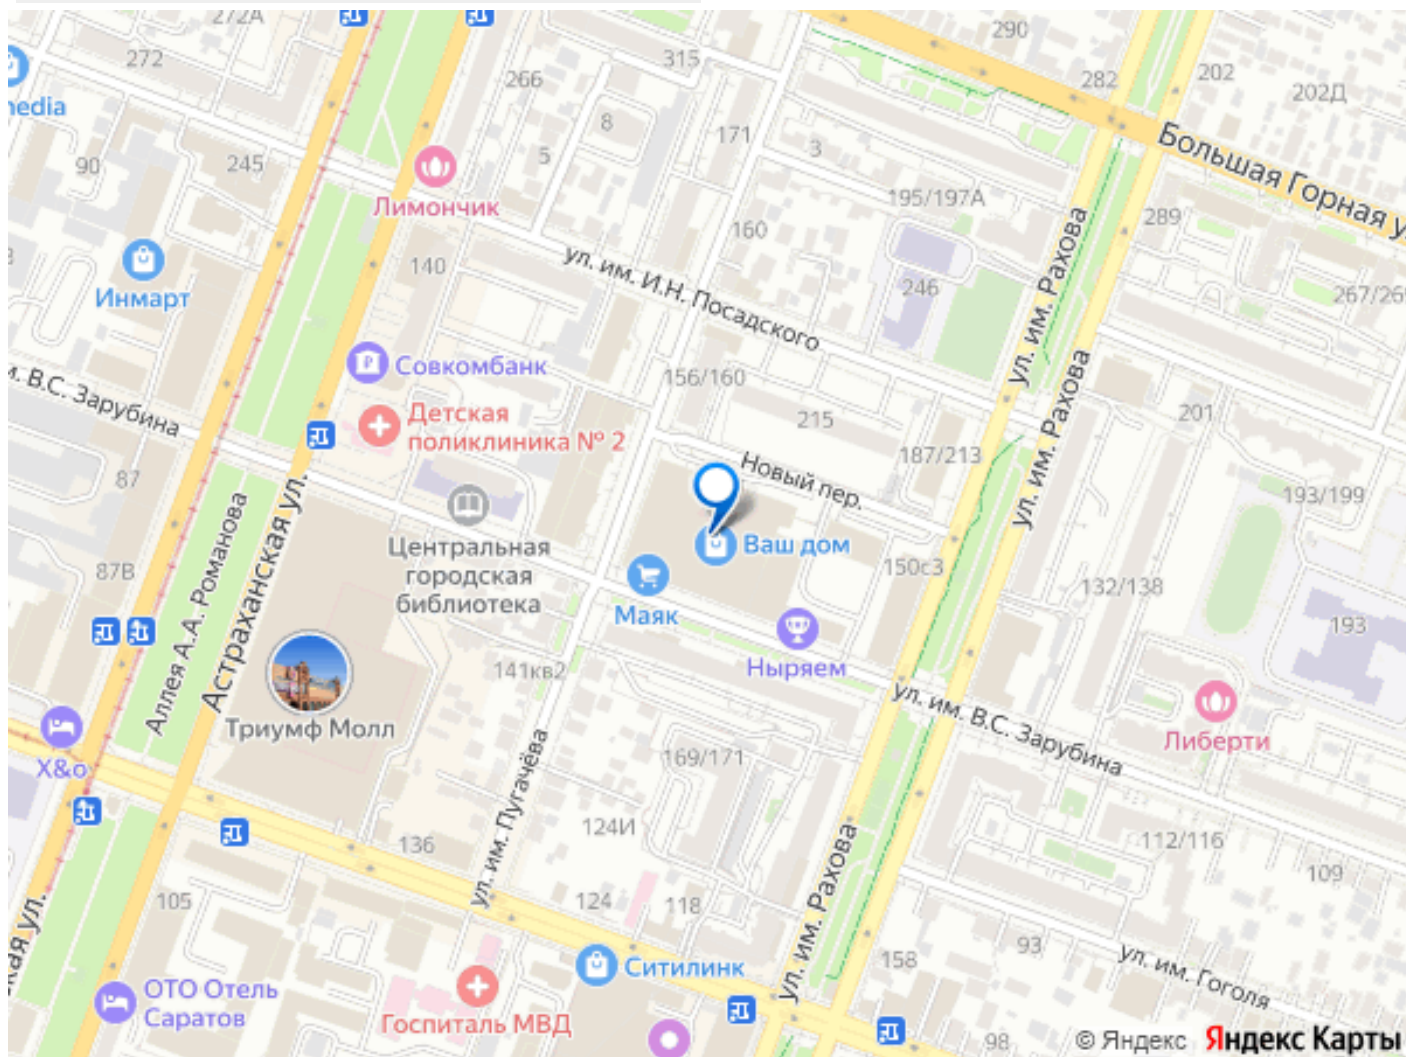 272А
290
272
266
315
282
202
202Д
nedia
8
171
3
Большая Горная у
90
245
5
195/197А
Лимончик
289
160
ул. им. И.Н. Посадского
ул. им. Рахова
140
246
267/26
Инмарт
Совкомбанк
156/160
ул. им. Рахова
Детская
поликлиника № 2
215
201
м. В.С. Зарубина
187/213
Новый пер.
87
193/199
Аллея А.А. Романова
Астраханская ул.
Центральная
городская
библиотека
Ваш дом
87В
150с3
132/138
Маяк
193
141кв2
Ныряем
ул. им. В.С. Зарубина
Либерти
Триумф Молл
Х&о
169/171
ул. им. Пугачёва
124И
136
112/116
109
ул. им. Рахова
105
124
118
кая ул.
93
158
ул. им. Гоголя
Ситилинк
ОТО Отель
Саратов
Госпиталь МВД
98
© Яндекс Яндекс Карты